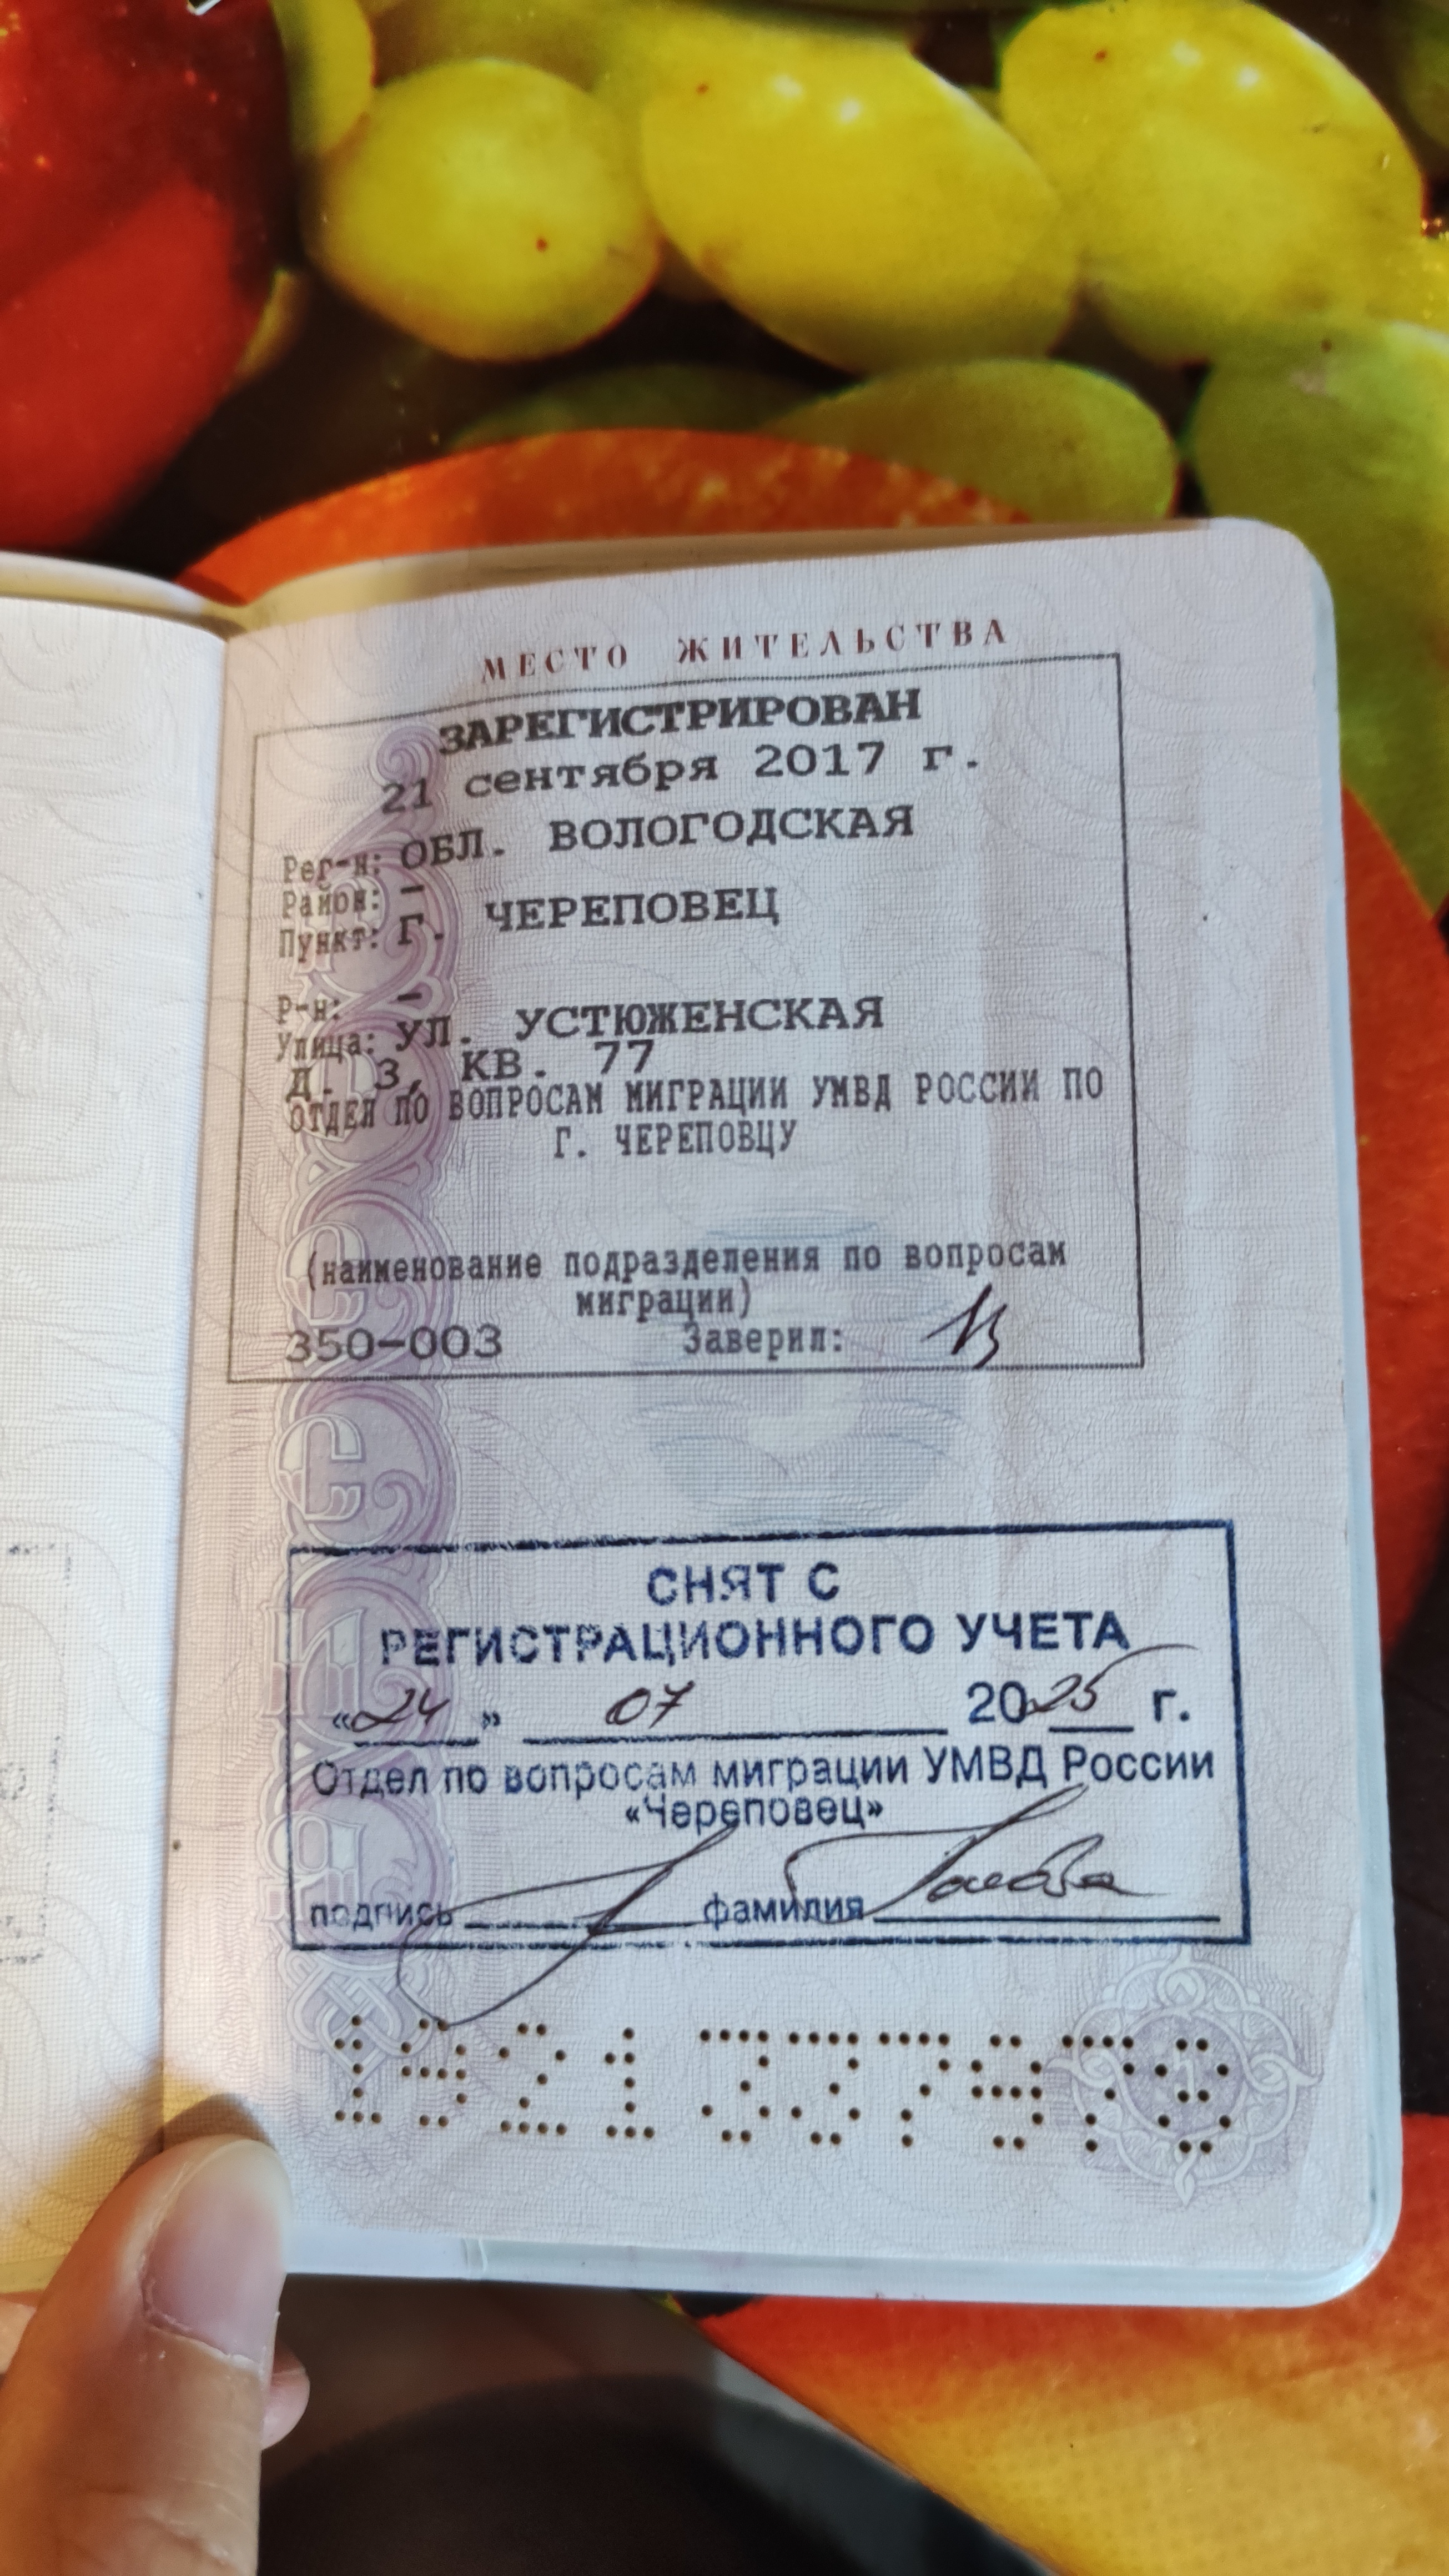 МЕСТО ЖИТЕЛЬСТВА
ЗАРЕГИСТРИРОВАН
21 сентября 2017 г.
Рег-н: ОБЛ. ВОЛОГОДСКАЯ
Район: –
Пункт: Г. ЧЕРЕПОВЕЦ
Р-н: –
Улица: УЛ. УСТЮЖЕНСКАЯ
Д. 3, КВ. 77
ОТДЕЛ ПО ВОПРОСАМ МИГРАЦИИ УМВД РОССИИ ПО
Г. ЧЕРЕПОВЦУ
(наименование подразделения по вопросам
миграции)
350-003 Заверил:
СНЯТ С
РЕГИСТРАЦИОННОГО УЧЕТА
«24» 07 2025 г.
Отдел по вопросам миграции УМВД России
«Череповец»
подпись фамилия